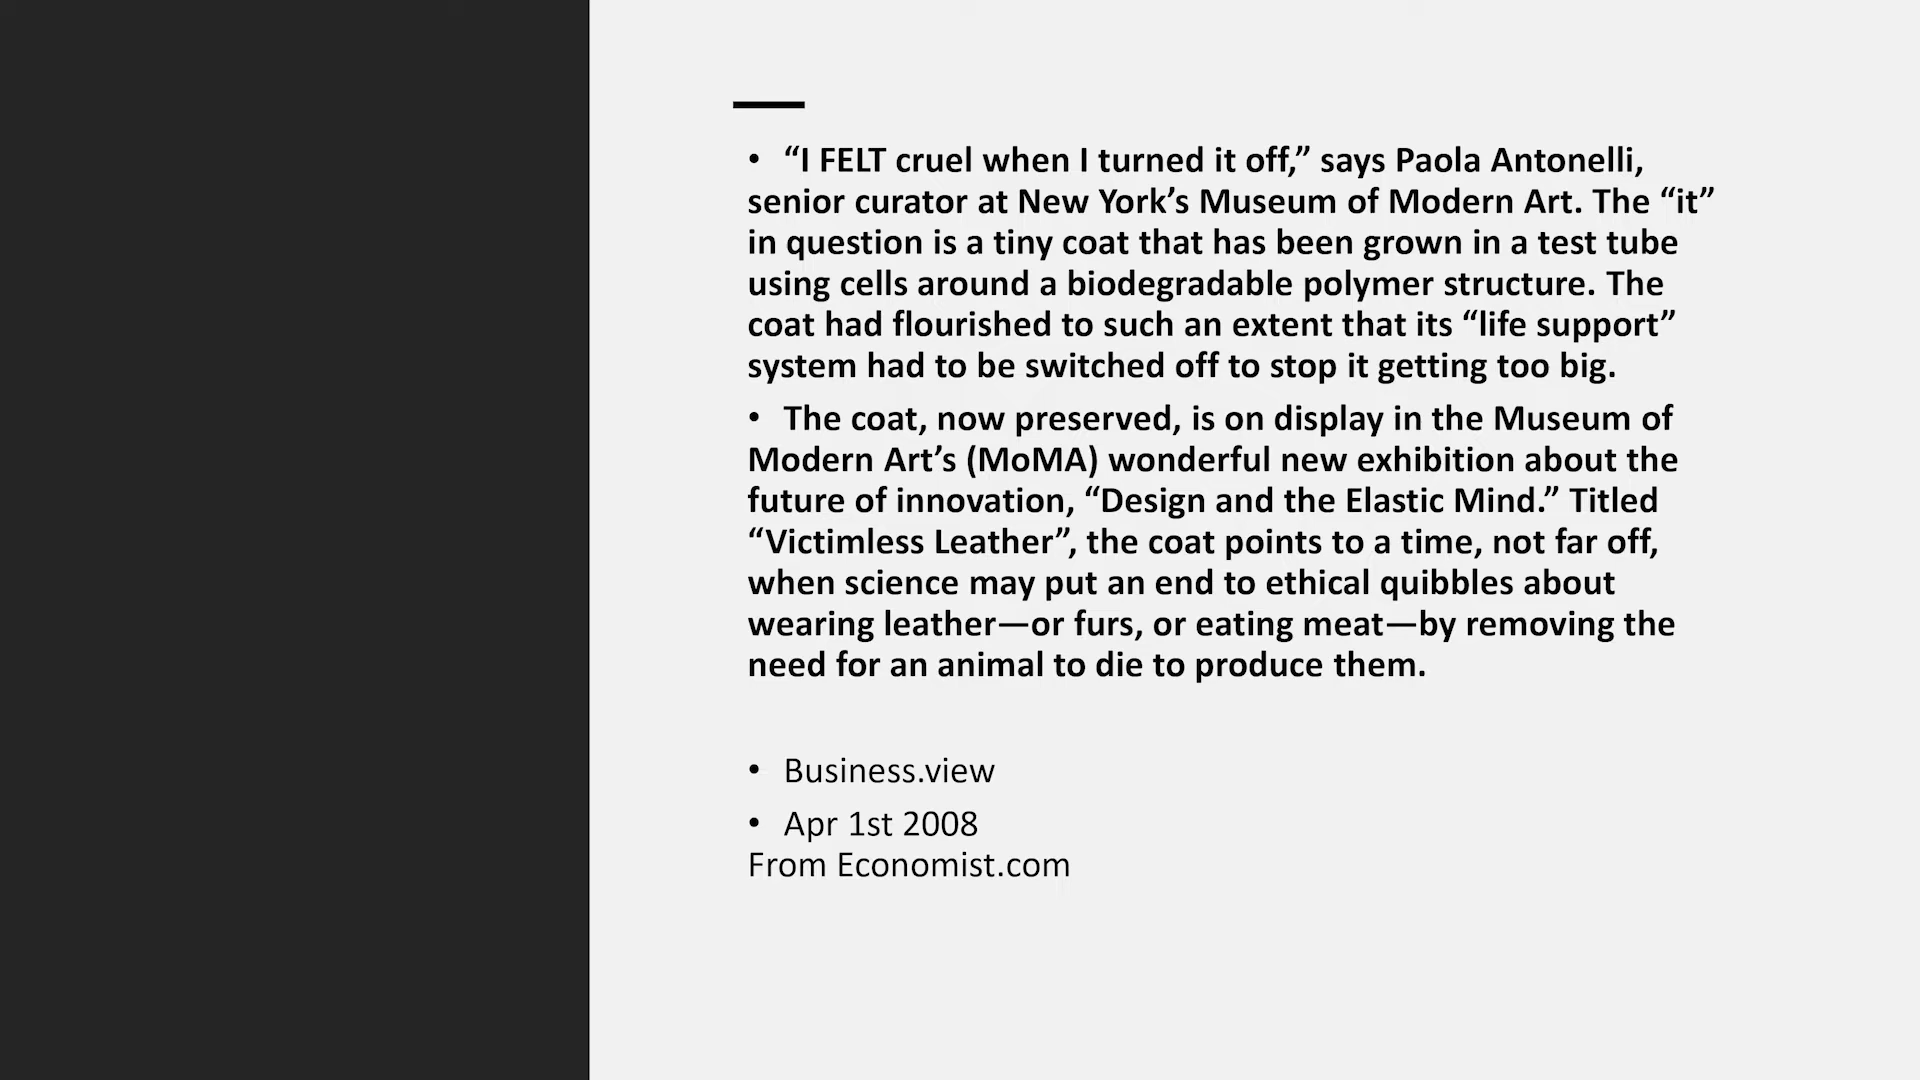 • “I FELT cruel when I turned it off,” says Paola Antonelli,
senior curator at New York’s Museum of Modern Art. The “it”
in question is a tiny coat that has been grown in a test tube
using cells around a biodegradable polymer structure. The
coat had flourished to such an extent that its “life support”
system had to be switched off to stop it getting too big.
• The coat, now preserved, is on display in the Museum of
Modern Art’s (MoMA) wonderful new exhibition about the
future of innovation, “Design and the Elastic Mind.” Titled
“Victimless Leather”, the coat points to a time, not far off,
when science may put an end to ethical quibbles about
wearing leather—or furs, or eating meat—by removing the
need for an animal to die to produce them.
• Business.view
• Apr 1st 2008
From Economist.com